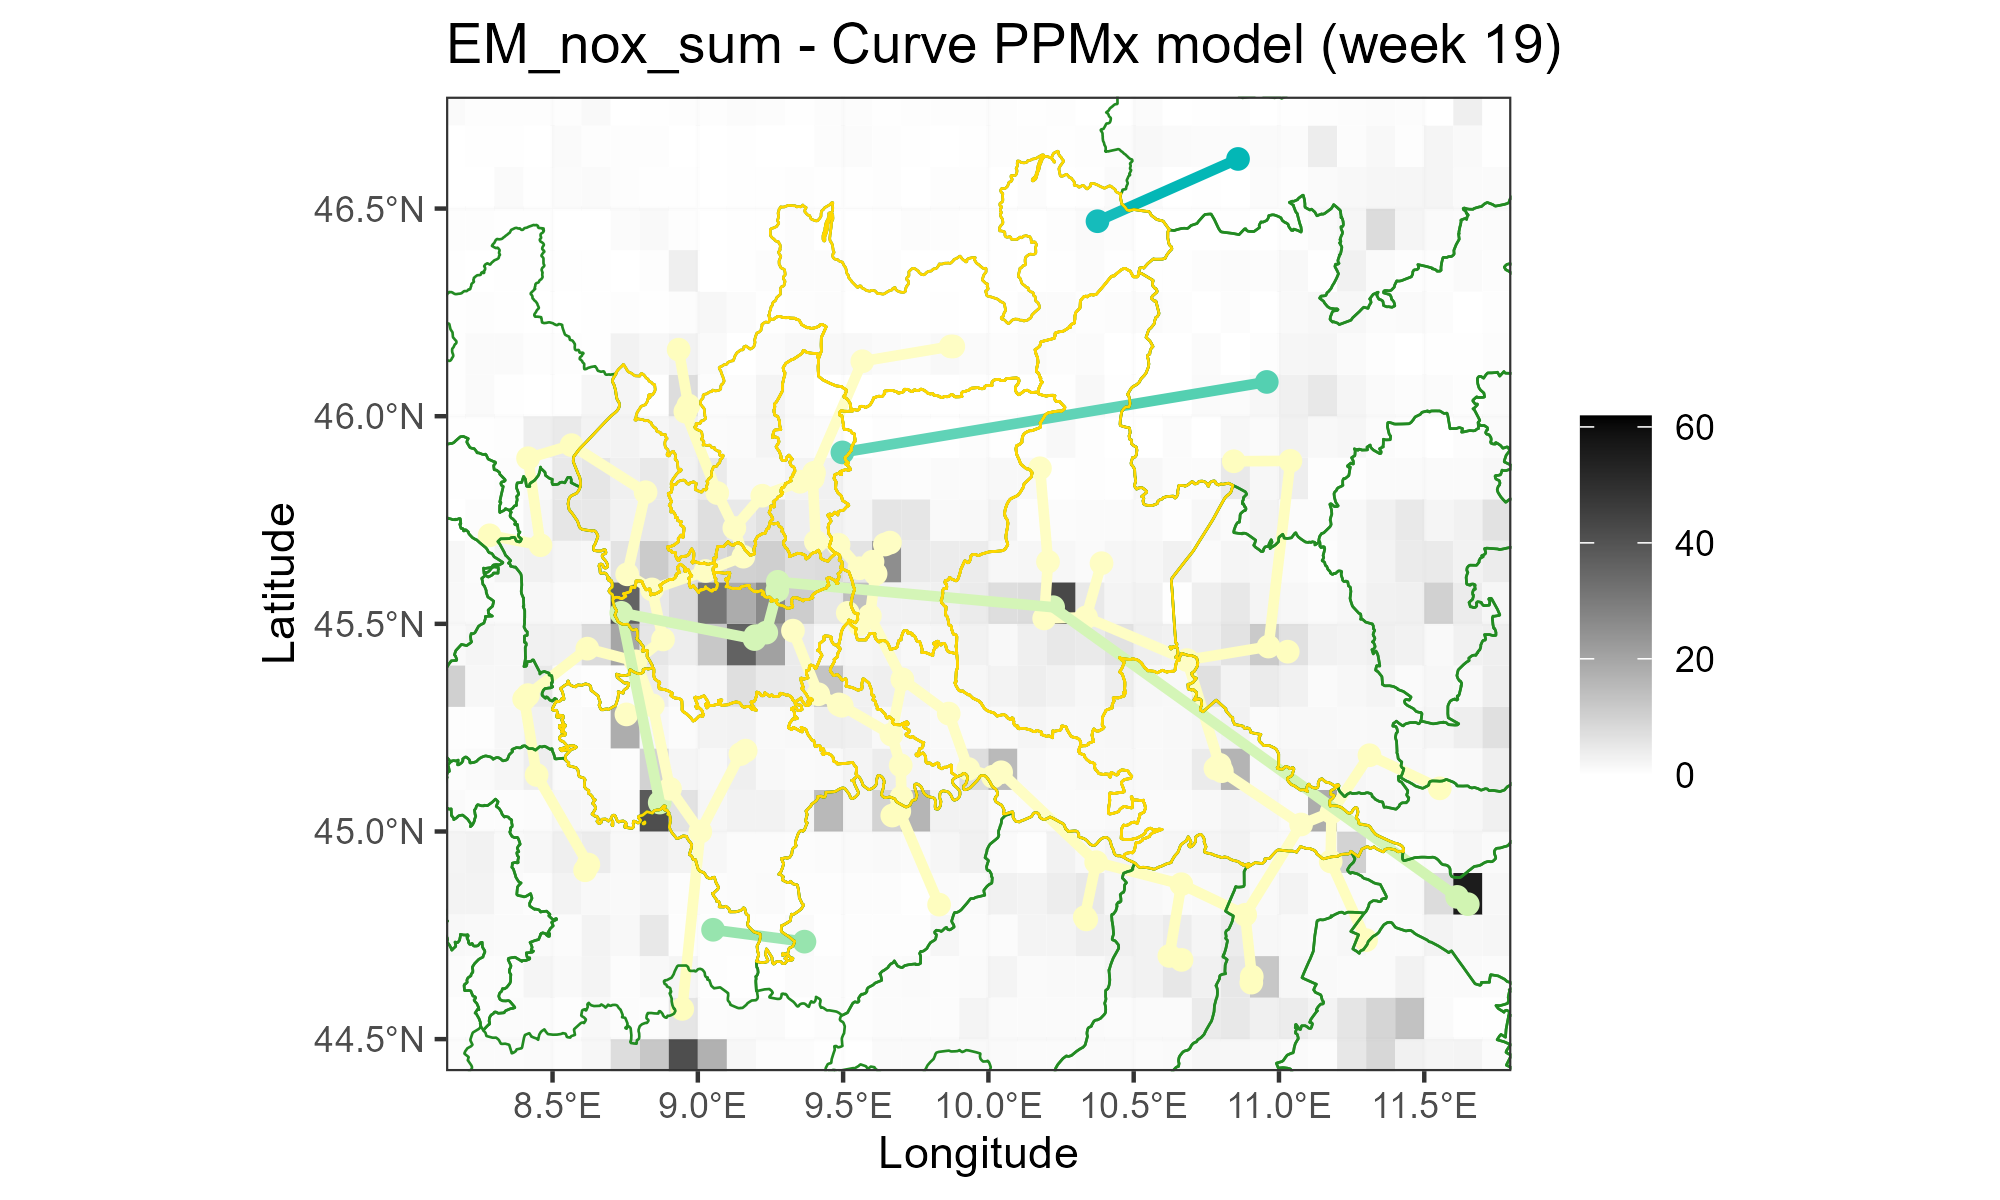 EM_nox_sum - Curve PPMx model (week 19)
46.5°N
46.0°N
45.5°N
45.0°N
44.5°N
Latitude
8.5°E 9.0°E 9.5°E 10.0°E 10.5°E 11.0°E 11.5°E
Longitude
60
40
20
0